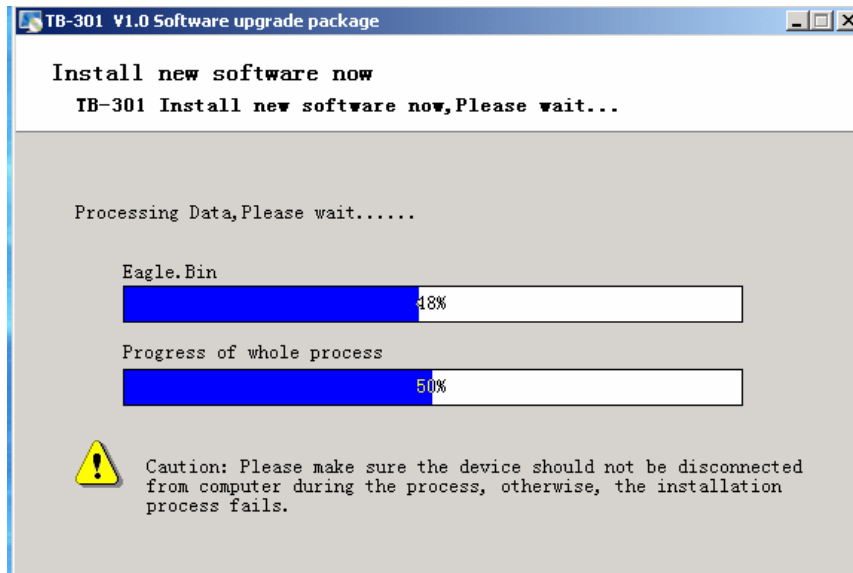 TB-301 V1.0 Software upgrade package
Install new software now
TB-301 Install new software now,Please wait...
Processing Data,Please wait......
Eagle.Bin
48%
Progress of whole process
50%
Caution: Please make sure the device should not be disconnected
from computer during the process, otherwise, the installation
process fails.